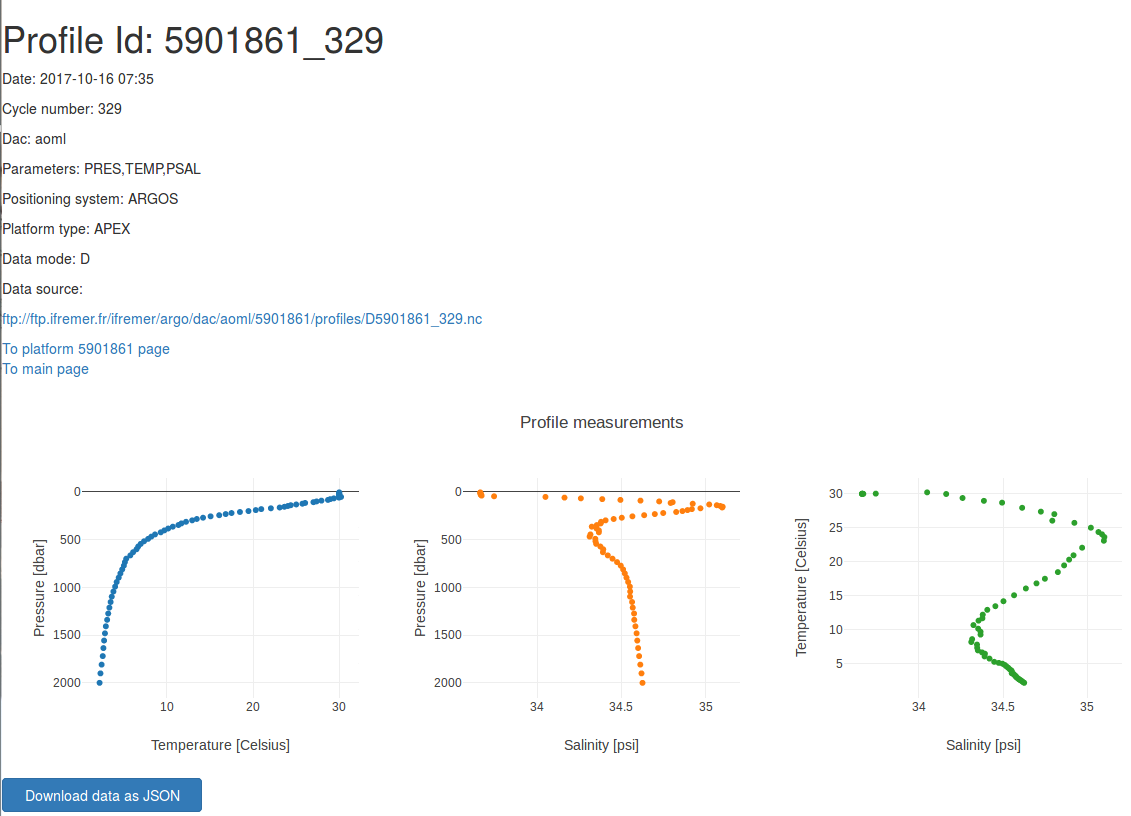 Profile Id: 5901861_329
Date: 2017-10-16 07:35
Cycle number: 329
Dac: aoml
Parameters: PRES,TEMP,PSAL
Positioning system: ARGOS
Platform type: APEX
Data mode: D
Data source:
ftp://ftp.ifremer.fr/ifremer/argo/dac/aoml/5901861/profiles/D5901861_329.nc
To platform 5901861 page
To main page
Profile measurements
0
500
1000
1500
2000
Pressure [dbar]
10 20 30
Temperature [Celsius]
0
500
1000
1500
2000
Pressure [dbar]
34 34.5 35
Salinity [psi]
30
25
20
15
10
5
Temperature [Celsius]
34 34.5 35
Salinity [psi]
Download data as JSON